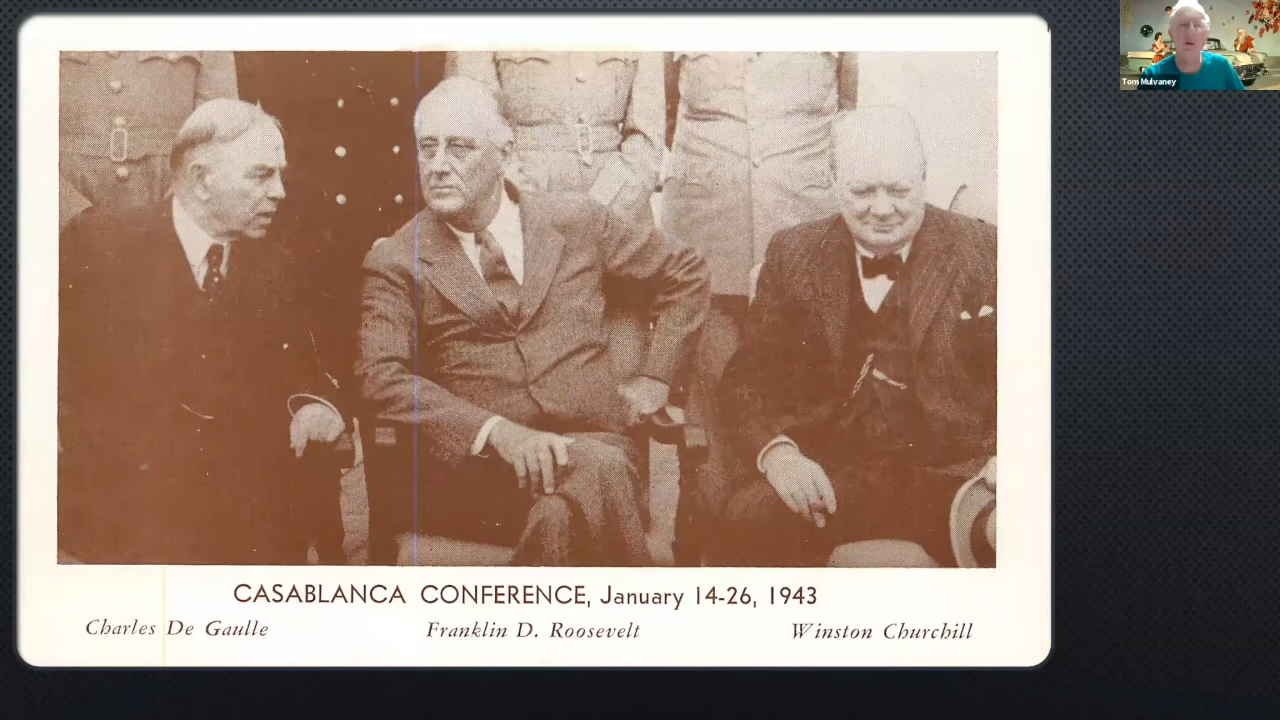 Tom Mulvaney
CASABLANCA CONFERENCE, January 14-26, 1943
Charles De Gaulle
Franklin D. Roosevelt
Winston Churchill